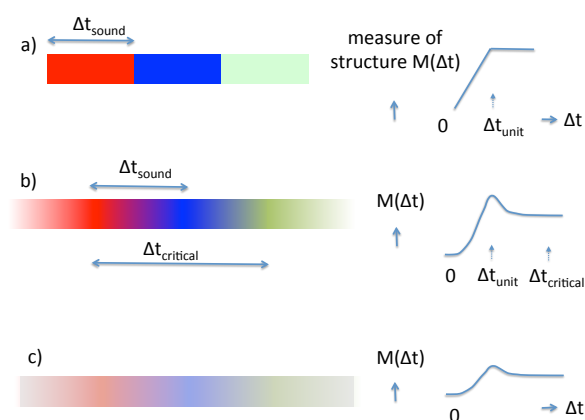 a)
Δt_sound
measure of
structure M(Δt)
0
Δt_unit
Δt
b)
Δt_sound
Δt_critical
M(Δt)
0
Δt_unit
Δt_critical
c)
M(Δt)
0
Δt